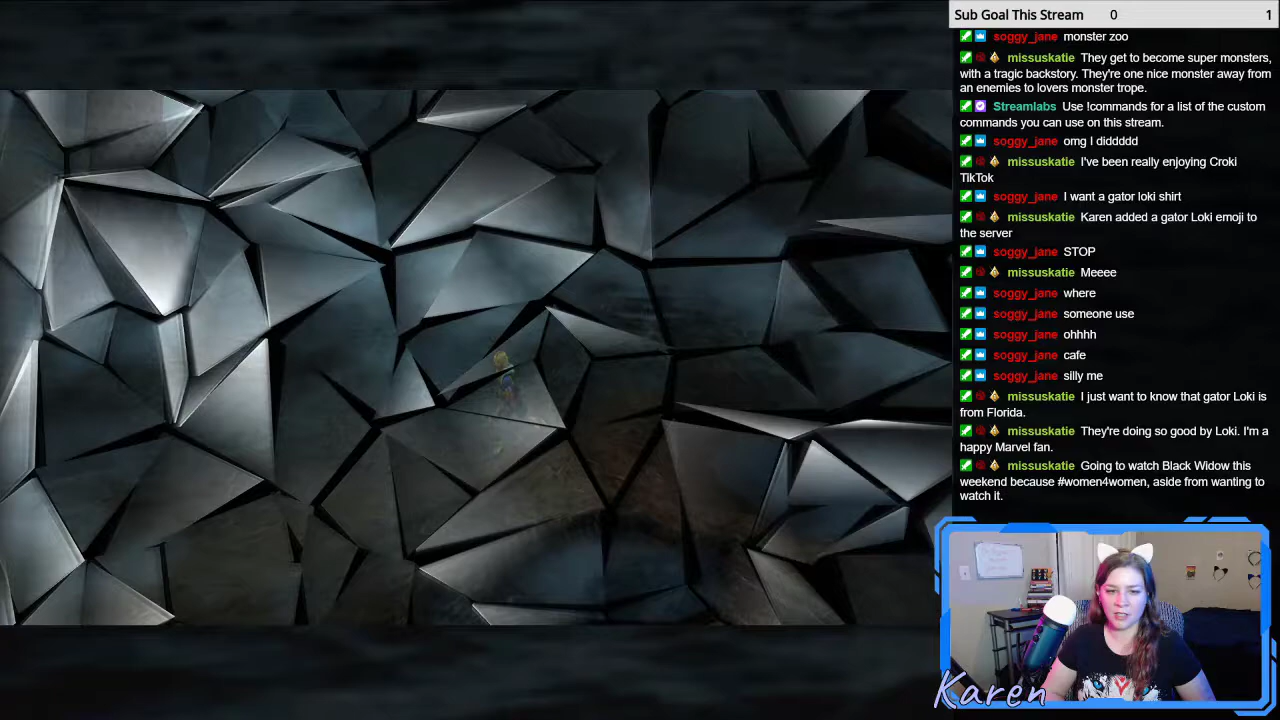 Sub Goal This Stream 0 1
soggy_jane monster zoo
missuskatie They get to become super monsters,
with a tragic backstory. They're one nice monster away from
an enemies to lovers monster trope.
Streamlabs Use !commands for a list of the custom
commands you can use on this stream.
soggy_jane omg I diddddd
missuskatie I've been really enjoying Croki
TikTok
soggy_jane I want a gator loki shirt
missuskatie Karen added a gator Loki emoji to
the server
soggy_jane STOP
missuskatie Meeee
soggy_jane where
soggy_jane someone use
soggy_jane ohhhh
soggy_jane cafe
soggy_jane silly me
missuskatie I just want to know that gator Loki is
from Florida.
missuskatie They're doing so good by Loki. I'm a
happy Marvel fan.
missuskatie Going to watch Black Widow this
weekend because #women4women, aside from wanting to
watch it.
Karen